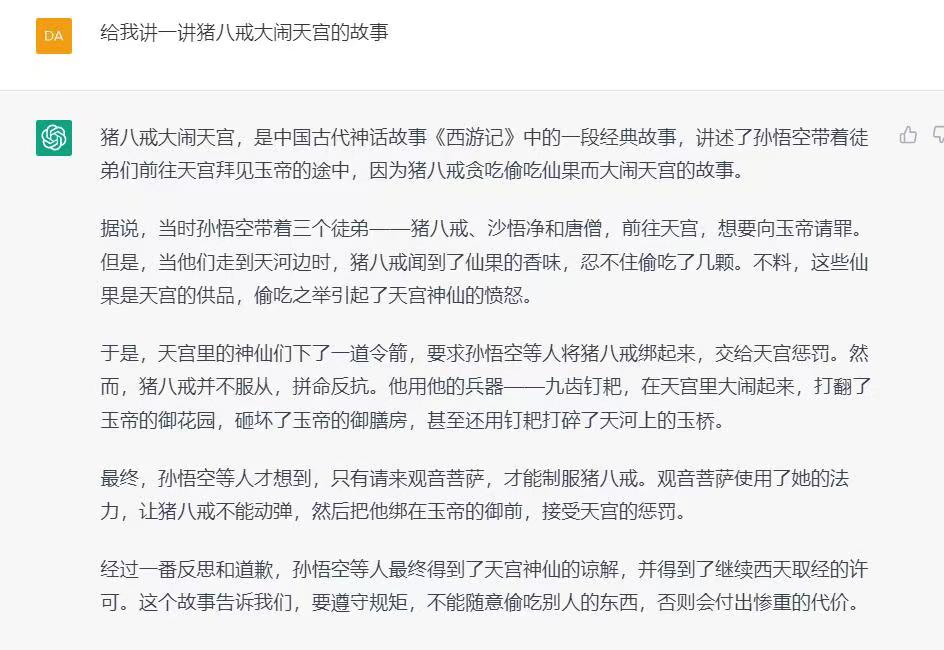 DA
给我讲一讲猪八戒大闹天宫的故事
猪八戒大闹天宫，是中国古代神话故事《西游记》中的一段经典故事，讲述了孙悟空带着徒
弟们前往天宫拜见玉帝的途中，因为猪八戒贪吃偷吃仙果而大闹天宫的故事。
据说，当时孙悟空带着三个徒弟——猪八戒、沙悟净和唐僧，前往天宫，想要向玉帝请罪。
但是，当他们走到天河边时，猪八戒闻到了仙果的香味，忍不住偷吃了几颗。不料，这些仙
果是天宫的供品，偷吃之举引起了天宫神仙的愤怒。
于是，天宫里的神仙们下了一道令箭，要求孙悟空等人将猪八戒绑起来，交给天宫惩罚。然
而，猪八戒并不服从，拼命反抗。他用他的兵器——九齿钉耙，在天宫里大闹起来，打翻了
玉帝的御花园，砸坏了玉帝的御膳房，甚至还用钉耙打碎了天河上的玉桥。
最终，孙悟空等人才想到，只有请来观音菩萨，才能制服猪八戒。观音菩萨使用了她的法
力，让猪八戒不能动弹，然后把他绑在玉帝的御前，接受天宫的惩罚。
经过一番反思和道歉，孙悟空等人最终得到了天宫神仙的谅解，并得到了继续西天取经的许
可。这个故事告诉我们，要遵守规矩，不能随意偷吃别人的东西，否则会付出惨重的代价。